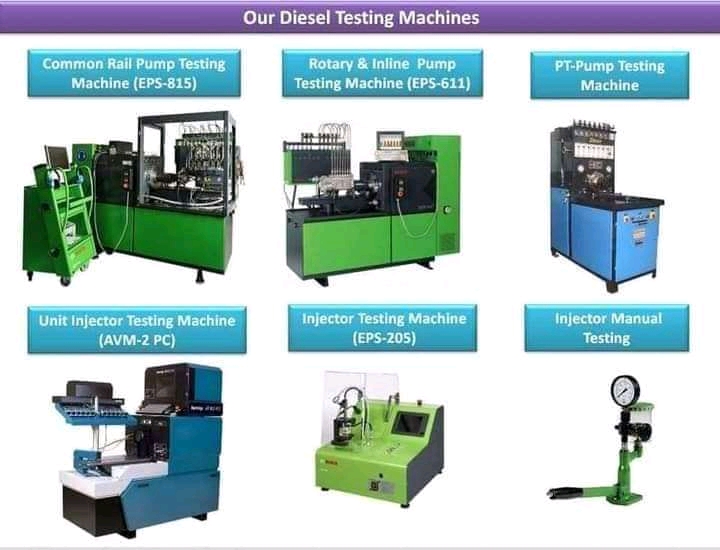 Our Diesel Testing Machines
Common Rail Pump Testing
Machine (EPS-815)
Rotary & Inline Pump
Testing Machine (EPS-611)
PT-Pump Testing
Machine
Unit Injector Testing Machine
(AVM-2 PC)
Injector Testing Machine
(EPS-205)
Injector Manual
Testing